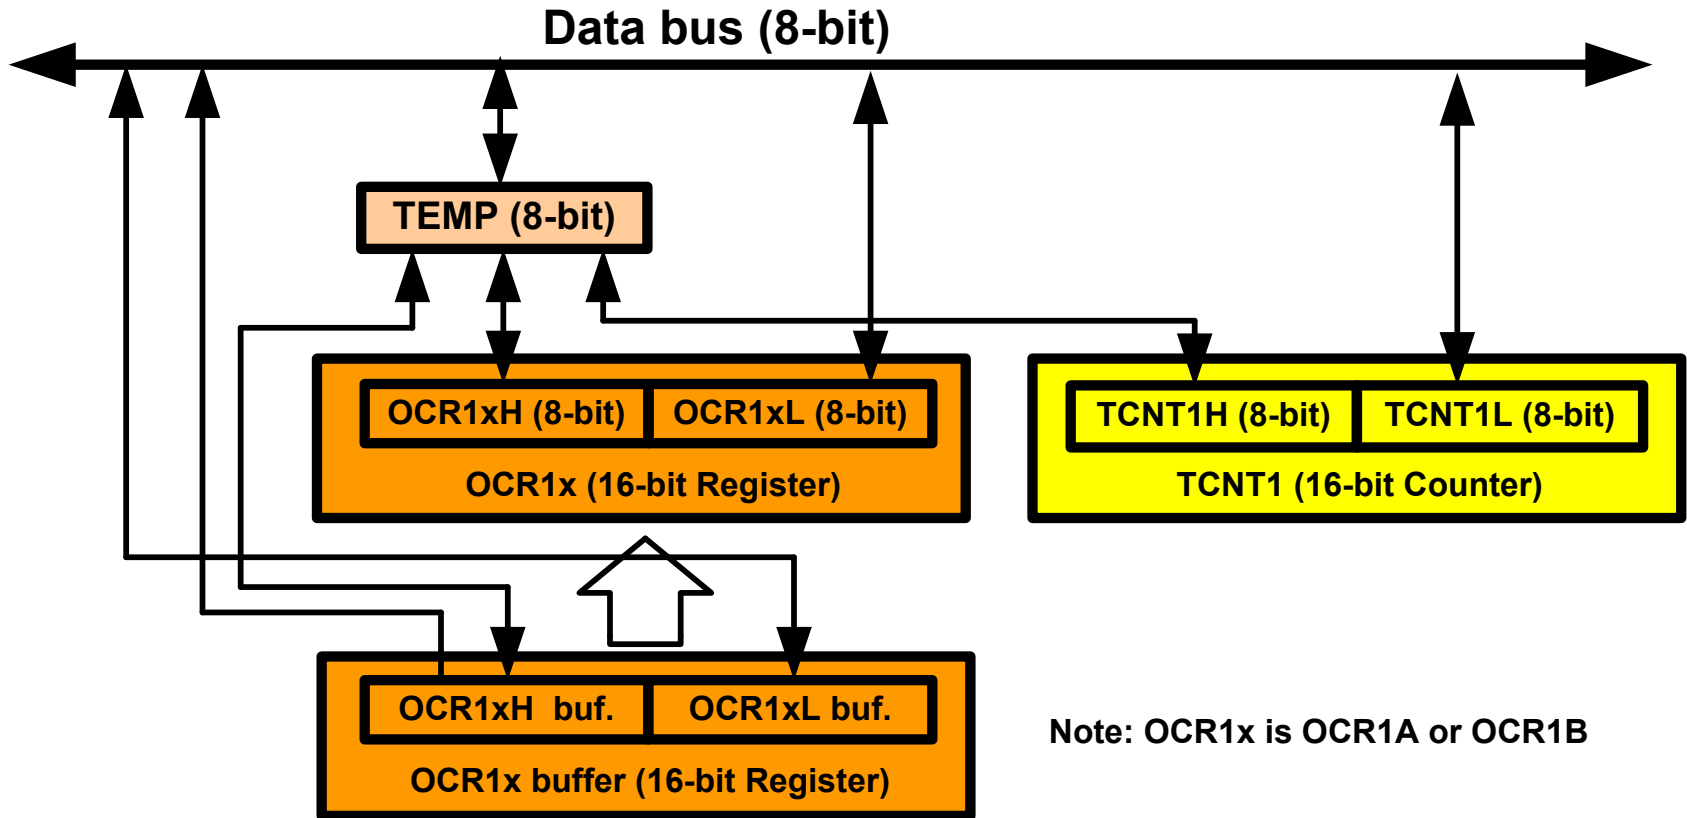 Data bus (8-bit)
TEMP (8-bit)
OCR1xH (8-bit)
OCR1xL (8-bit)
OCR1x (16-bit Register)
TCNT1H (8-bit)
TCNT1L (8-bit)
TCNT1 (16-bit Counter)
OCR1xH buf.
OCR1xL buf.
OCR1x buffer (16-bit Register)
Note: OCR1x is OCR1A or OCR1B